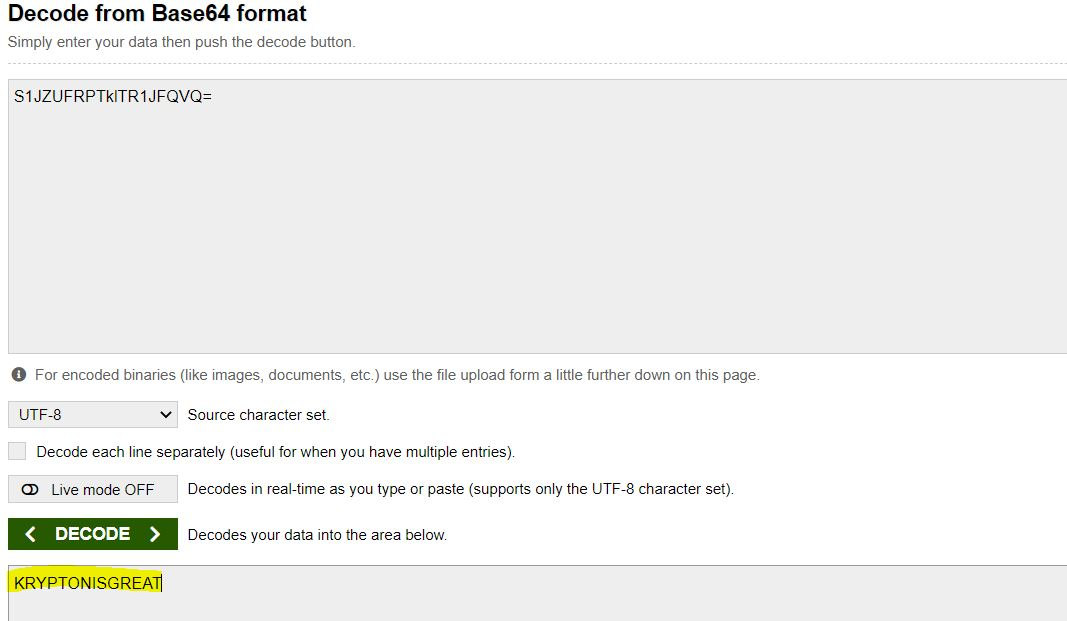 Decode from Base64 format
Simply enter your data then push the decode button.
S1JZUFRPTklTR1JFQVQ=
For encoded binaries (like images, documents, etc.) use the file upload form a little further down on this page.
UTF-8 Source character set.
Decode each line separately (useful for when you have multiple entries).
Live mode OFF Decodes in real-time as you type or paste (supports only the UTF-8 character set).
DECODE Decodes your data into the area below.
KRYPTONISGREAT